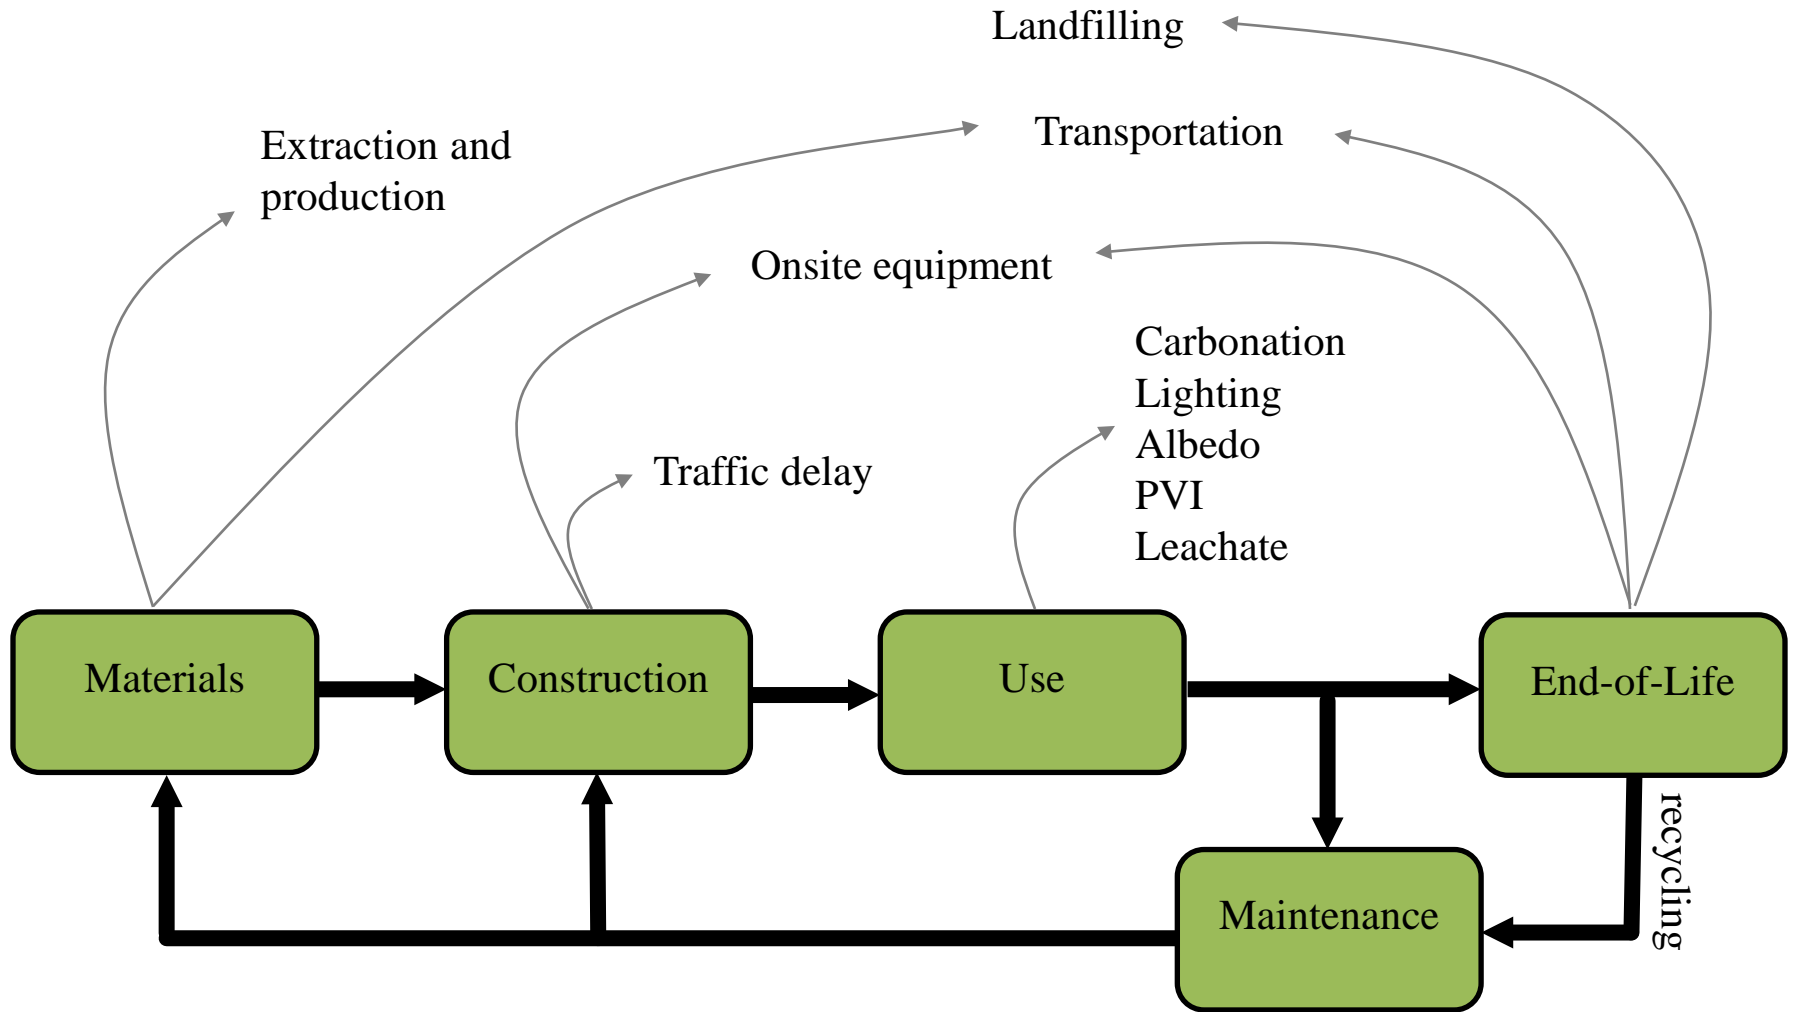 Landfilling
Transportation
Extraction and
production
Onsite equipment
Carbonation
Lighting
Albedo
PVI
Leachate
Traffic delay
Materials
Construction
Use
End-of-Life
recycling
Maintenance